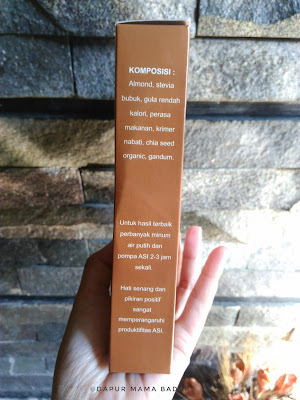 KOMPOSISI :
Almond, stevia
bubuk, gula rendah
kalori, perasa
makanan, krimer
nabati, chia seed
organic, gandum.
Untuk hasil terbaik
perbanyak minum
air putih dan
pompa ASI 2-3 jam
sekali.
Hati senang dan
pikiran positif
sangat
memperangaruhi
produktifitas ASI.
@DAPUR MAMA BAD